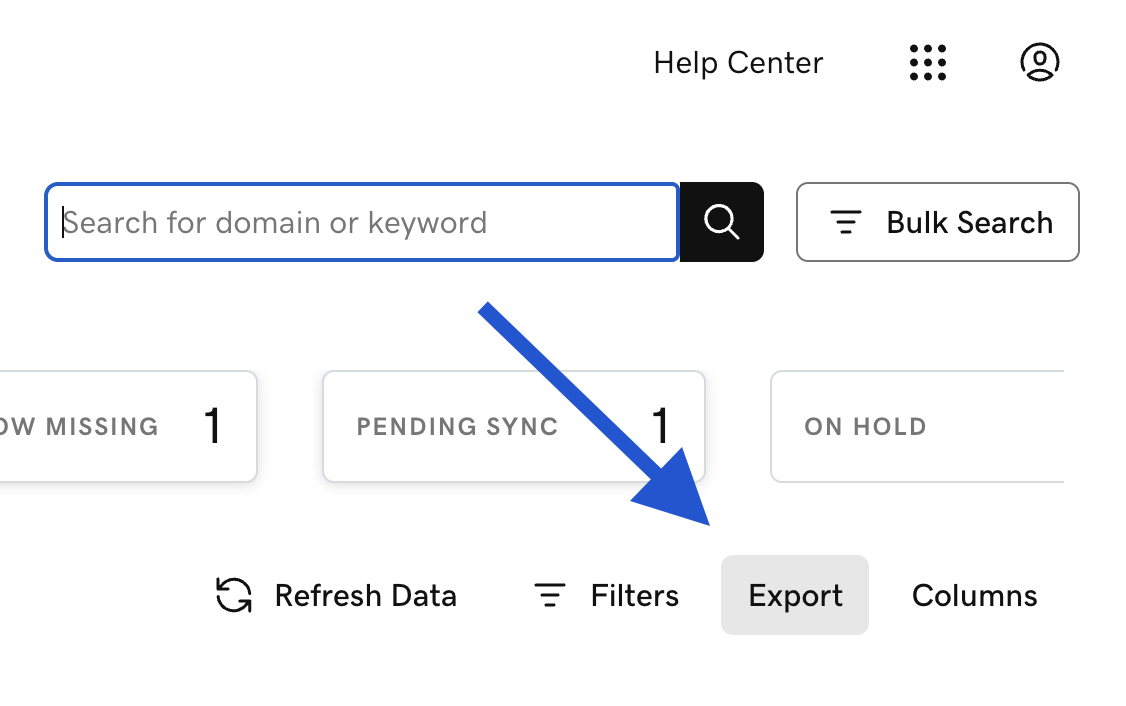 Help Center
Search for domain or keyword
Bulk Search
MISSING 1
PENDING SYNC 1
ON HOLD
Refresh Data Filters Export Columns